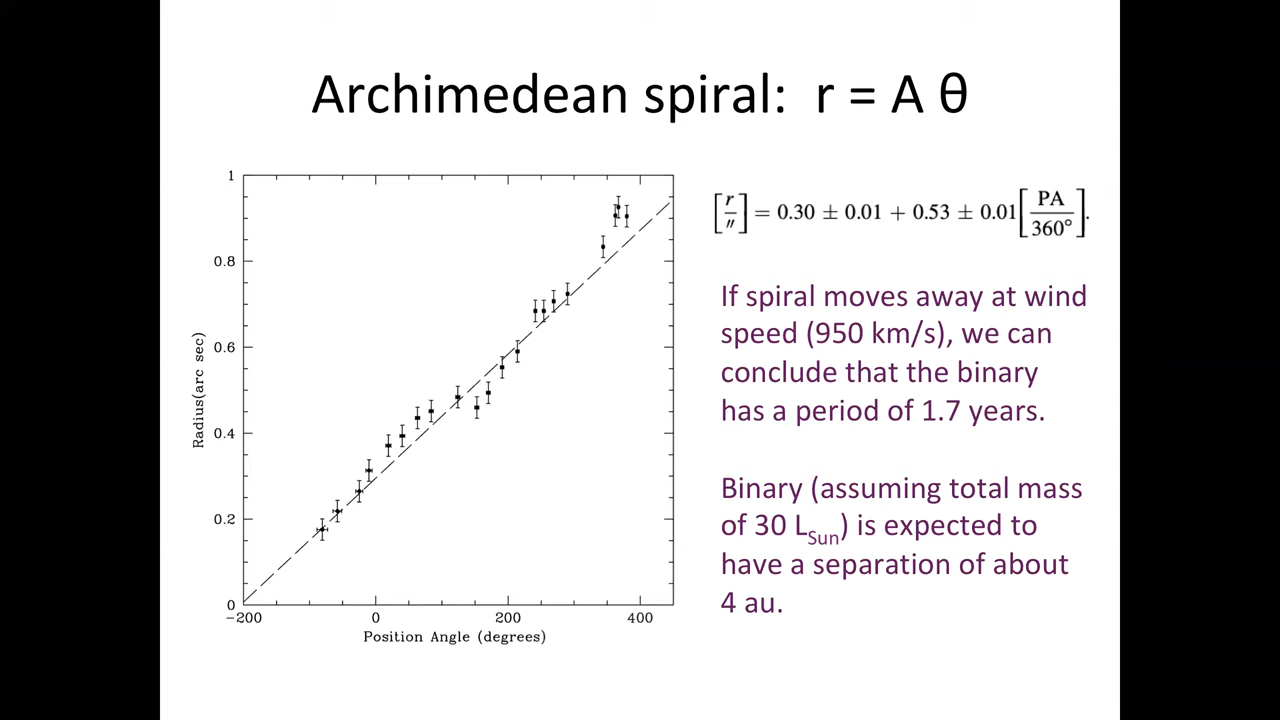 Archimedean spiral:  r = A θ
1
0.8
0.6
0.4
0.2
0
Radius(arc sec)
−200
0
200
400
Position Angle (degrees)
[r/″] = 0.30 ± 0.01 + 0.53 ± 0.01[PA/360°].
If spiral moves away at wind
speed (950 km/s), we can
conclude that the binary
has a period of 1.7 years.
Binary (assuming total mass
of 30 LSun) is expected to
have a separation of about
4 au.